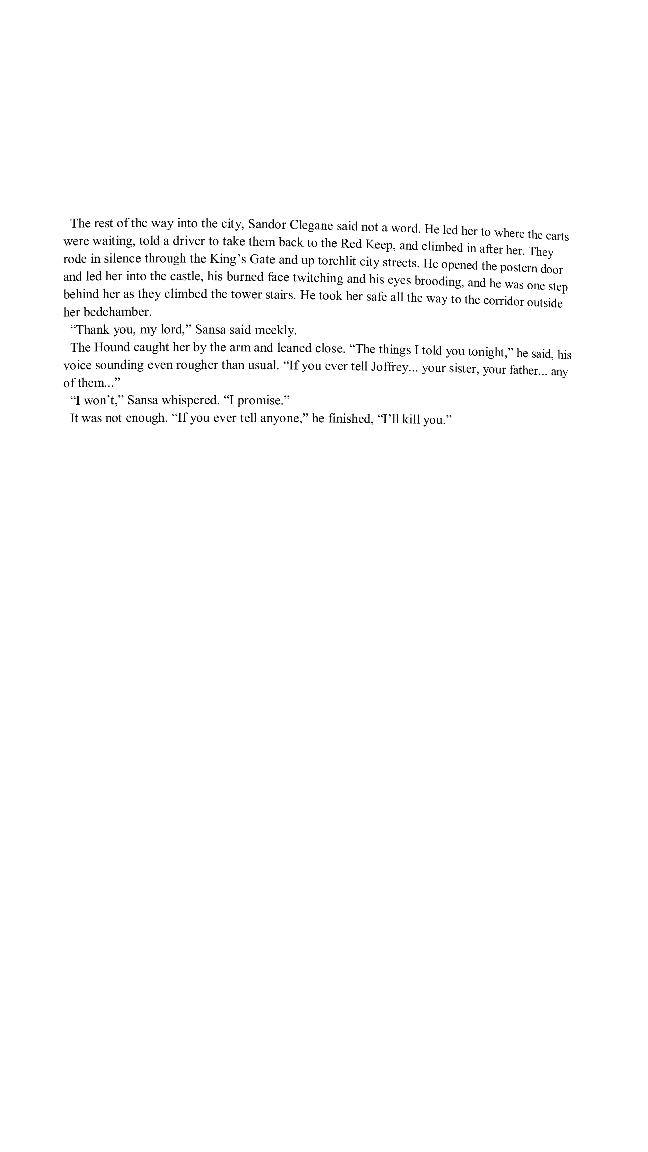 The rest of the way into the city, Sandor Clegane said not a word. He led her to where the carts
were waiting, told a driver to take them back to the Red Keep, and climbed in after her. They
rode in silence through the King’s Gate and up torchlit city streets. He opened the postern door
and led her into the castle, his burned face twitching and his eyes brooding, and he was one step
behind her as they climbed the tower stairs. He took her safe all the way to the corridor outside
her bedchamber.
“Thank you, my lord,” Sansa said meekly.
The Hound caught her by the arm and leaned close. “The things I told you tonight,” he said, his
voice sounding even rougher than usual. “If you ever tell Joffrey... your sister, your father... any
of them...”
“I won’t,” Sansa whispered. “I promise.”
It was not enough. “If you ever tell anyone,” he finished, “I’ll kill you.”